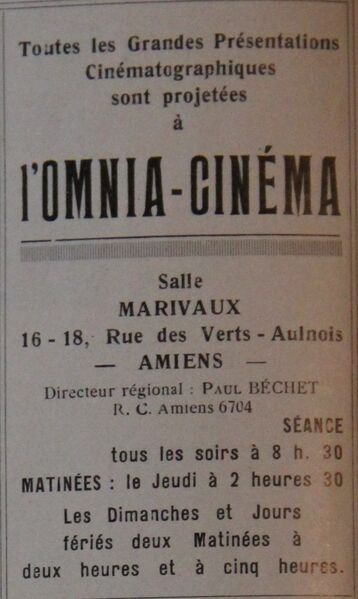 Toutes les Grandes Présentations
Cinématographiques
sont projetées
à
l'OMNIA-CINÉMA
Salle
MARIVAUX
16 - 18, Rue des Verts - Aulnois
— AMIENS —
Directeur régional : PAUL BÉCHET
R. C. Amiens 6704
SÉANCE
tous les soirs à 8 h. 30
MATINÉES : le Jeudi à 2 heures 30
Les Dimanches et Jours
fériés deux Matinées à
deux heures et à cinq heures.